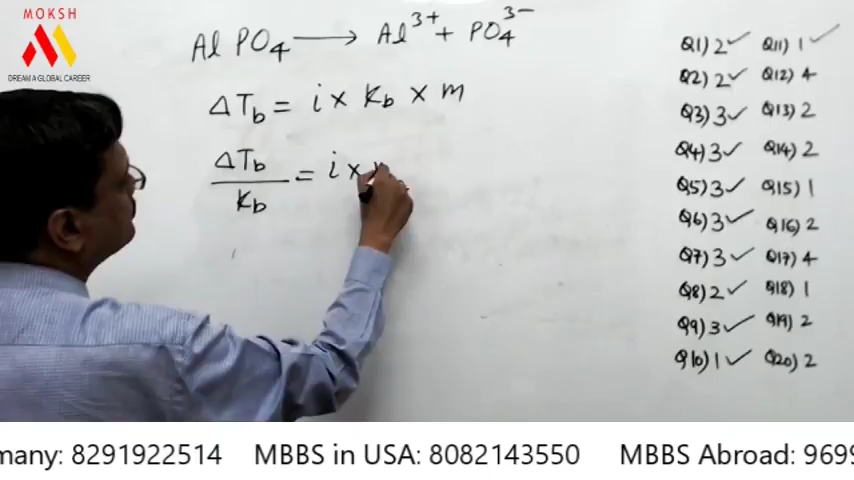 MOKSH
DREAM A GLOBAL CAREER
Al PO4 ⟶ Al³⁺ + PO4³⁻
ΔTb = i × Kb × m
ΔTb / Kb = i ×
Q1) 2 ✓ Q11) 1 ✓
Q2) 2 ✓ Q12) 4
Q3) 3 ✓ Q13) 2
Q4) 3 ✓ Q14) 2
Q5) 3 ✓ Q15) 1
Q6) 3 ✓ Q16) 2
Q7) 3 ✓ Q17) 4
Q8) 2 ✓ Q18) 1
Q9) 3 ✓ Q19) 2
Q10) 1 ✓ Q20) 2
many: 8291922514 MBBS in USA: 8082143550 MBBS Abroad: 9699